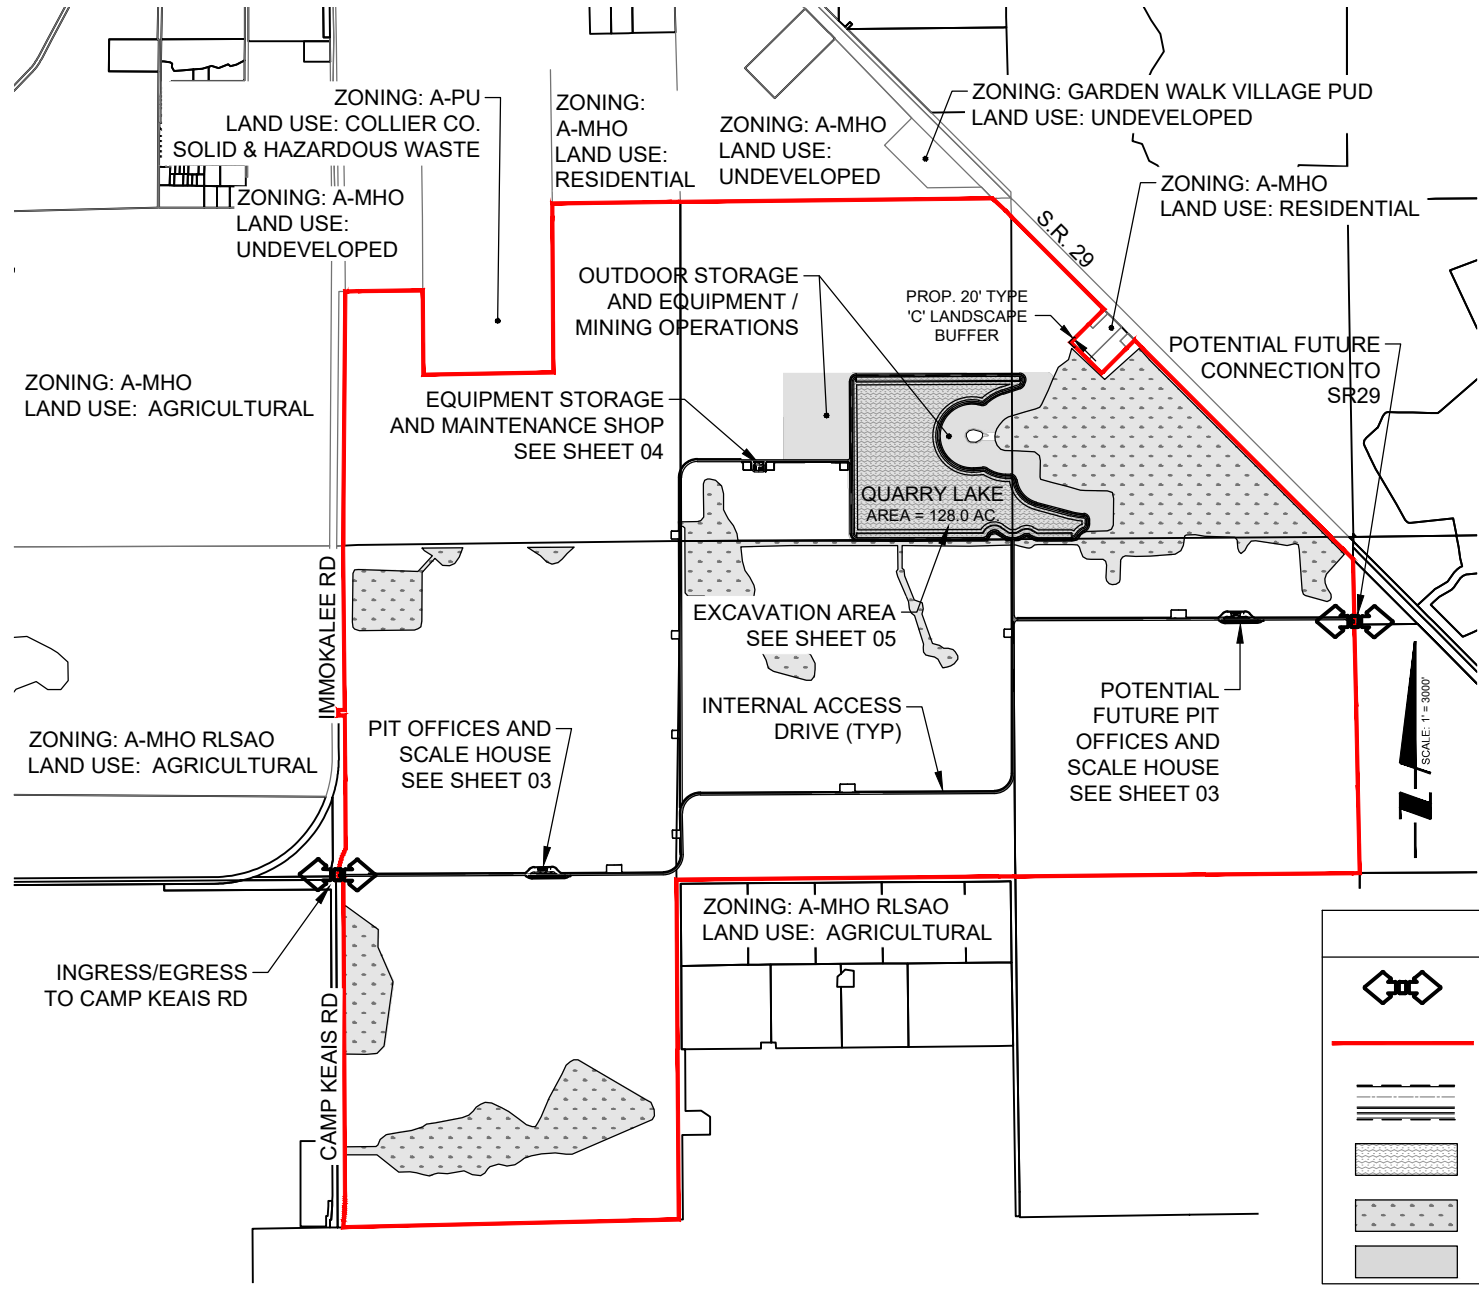 ZONING: A-PU
LAND USE: COLLIER CO.
SOLID & HAZARDOUS WASTE
ZONING:
A-MHO
LAND USE:
RESIDENTIAL
ZONING: A-MHO
LAND USE:
UNDEVELOPED
ZONING: GARDEN WALK VILLAGE PUD
LAND USE: UNDEVELOPED
ZONING: A-MHO
LAND USE:
UNDEVELOPED
ZONING: A-MHO
LAND USE: RESIDENTIAL
S.R. 29
OUTDOOR STORAGE
AND EQUIPMENT /
MINING OPERATIONS
PROP. 20' TYPE
'C' LANDSCAPE
BUFFER
POTENTIAL FUTURE
CONNECTION TO
SR29
ZONING: A-MHO
LAND USE: AGRICULTURAL
EQUIPMENT STORAGE
AND MAINTENANCE SHOP
SEE SHEET 04
QUARRY LAKE
AREA = 128.0 AC.
IMMOKALEE RD
EXCAVATION AREA
SEE SHEET 05
ZONING: A-MHO RLSAO
LAND USE: AGRICULTURAL
PIT OFFICES AND
SCALE HOUSE
SEE SHEET 03
INTERNAL ACCESS
DRIVE (TYP)
POTENTIAL
FUTURE PIT
OFFICES AND
SCALE HOUSE
SEE SHEET 03
SCALE: 1" = 3000'
Z
ZONING: A-MHO RLSAO
LAND USE: AGRICULTURAL
INGRESS/EGRESS
TO CAMP KEAIS RD
CAMP KEAIS RD